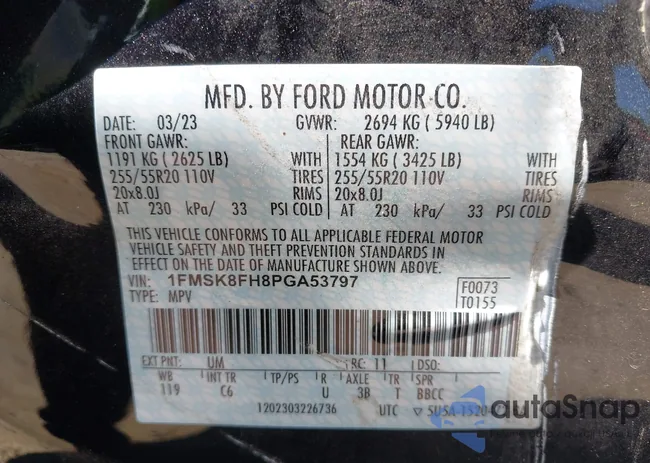 MFD. BY FORD MOTOR CO.
DATE: 03/23 GVWR: 2694 KG ( 5940 LB)
FRONT GAWR: REAR GAWR:
1191 KG ( 2625 LB) WITH 1554 KG ( 3425 LB) WITH
255/55R20 110V TIRES 255/55R20 110V TIRES
20x8.0J RIMS 20x8.0J RIMS
AT 230 kPa/ 33 PSI COLD AT 230 kPa/ 33 PSI COLD
THIS VEHICLE CONFORMS TO ALL APPLICABLE FEDERAL MOTOR
VEHICLE SAFETY AND THEFT PREVENTION STANDARDS IN
EFFECT ON THE DATE OF MANUFACTURE SHOWN ABOVE.
VIN: 1FMSK8FH8PGA53797 F0073
TYPE: MPV T0155
EXT PNT: UM RC: 11 DSO:
WB INT TR TP/PS R AXLE TR SPR
119 C6 U 3B T BBCC
1202303226736 UTC ▽ 5USA-1520
autoSnap